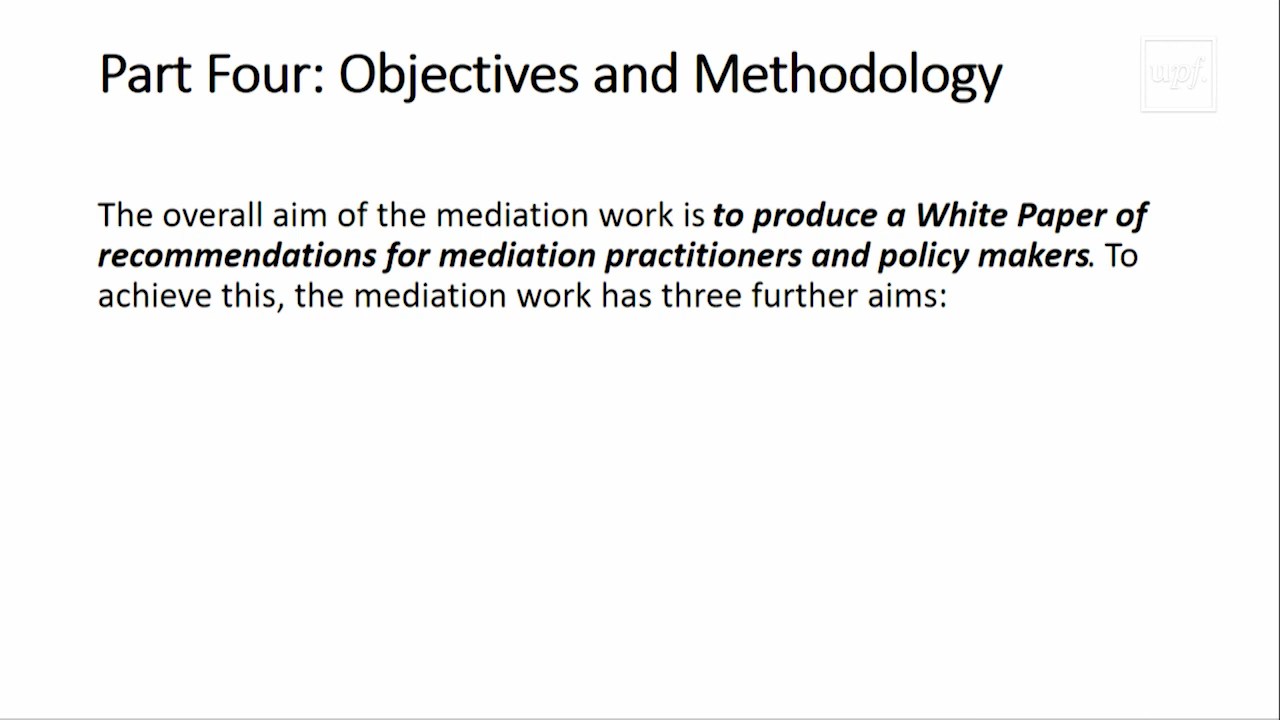 Part Four: Objectives and Methodology
upf.
The overall aim of the mediation work is to produce a White Paper of
recommendations for mediation practitioners and policy makers. To
achieve this, the mediation work has three further aims: